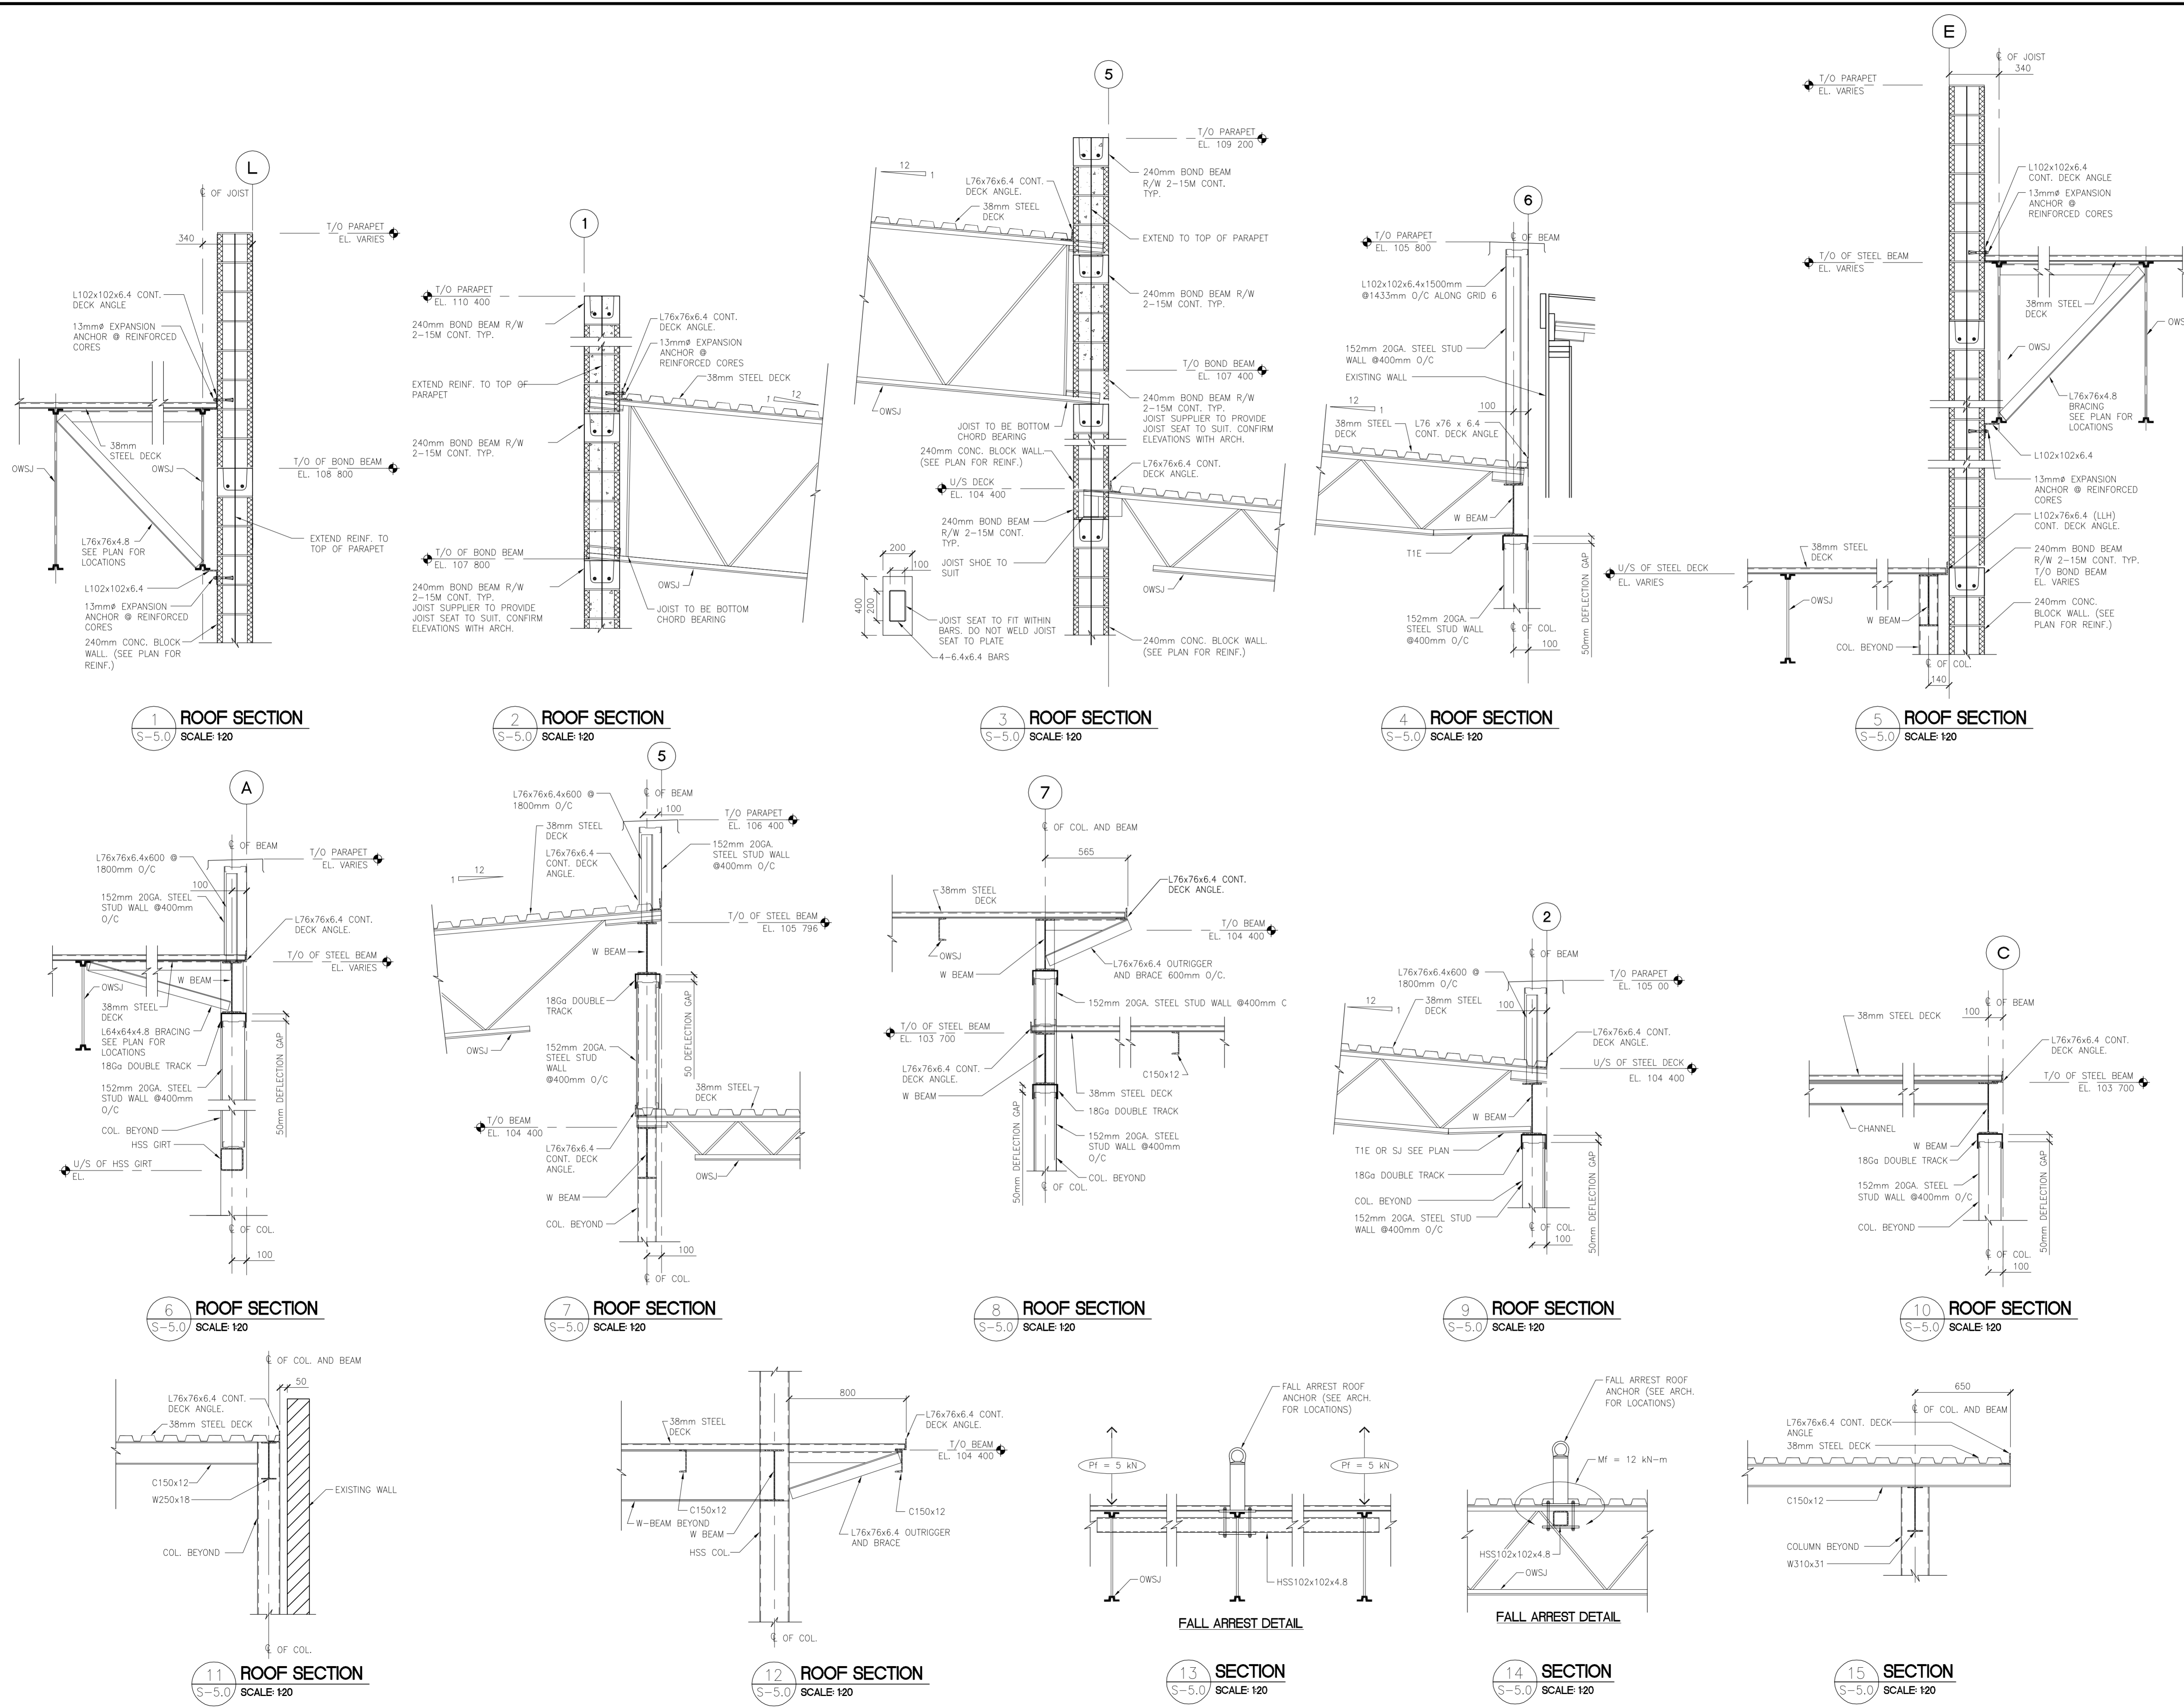 L
℄ OF JOIST
340
T/O PARAPET
EL. VARIES
L102x102x6.4 CONT.
DECK ANGLE
13mmø EXPANSION
ANCHOR @ REINFORCED
CORES
38mm
STEEL DECK
OWSJ
OWSJ
T/O OF BOND BEAM
EL. 108 800
EXTEND REINF. TO
TOP OF PARAPET
L76x76x4.8
SEE PLAN FOR
LOCATIONS
L102x102x6.4
13mmø EXPANSION
ANCHOR @ REINFORCED
CORES
240mm CONC. BLOCK
WALL. (SEE PLAN FOR
REINF.)
1
S-5.0
ROOF SECTION
SCALE: 1:20
1
T/O PARAPET
EL. 110 400
240mm BOND BEAM R/W
2-15M CONT. TYP.
L76x76x6.4 CONT.
DECK ANGLE.
13mmø EXPANSION
ANCHOR @
REINFORCED CORES
38mm STEEL DECK
1
12
EXTEND REINF. TO TOP OF
PARAPET
240mm BOND BEAM R/W
2-15M CONT. TYP.
T/O OF BOND BEAM
EL. 107 800
240mm BOND BEAM R/W
2-15M CONT. TYP.
JOIST SUPPLIER TO PROVIDE
JOIST SEAT TO SUIT. CONFIRM
ELEVATIONS WITH ARCH.
OWSJ
JOIST TO BE BOTTOM
CHORD BEARING
2
S-5.0
ROOF SECTION
SCALE: 1:20
5
T/O PARAPET
EL. 109 200
12
1
L76x76x6.4 CONT.
DECK ANGLE.
38mm STEEL
DECK
240mm BOND BEAM
R/W 2-15M CONT.
TYP.
EXTEND TO TOP OF PARAPET
240mm BOND BEAM R/W
2-15M CONT. TYP.
T/O BOND BEAM
EL. 107 400
240mm BOND BEAM R/W
2-15M CONT. TYP.
JOIST SUPPLIER TO PROVIDE
JOIST SEAT TO SUIT. CONFIRM
ELEVATIONS WITH ARCH.
OWSJ
JOIST TO BE BOTTOM
CHORD BEARING
240mm CONC. BLOCK WALL.
(SEE PLAN FOR REINF.)
L76x76x6.4 CONT.
DECK ANGLE.
U/S DECK
EL. 104 400
240mm BOND BEAM
R/W 2-15M CONT.
TYP.
JOIST SHOE TO
SUIT
200
100
400
200
OWSJ
JOIST SEAT TO FIT WITHIN
BARS. DO NOT WELD JOIST
SEAT TO PLATE
4-6.4x6.4 BARS
240mm CONC. BLOCK WALL.
(SEE PLAN FOR REINF.)
3
S-5.0
ROOF SECTION
SCALE: 1:20
6
T/O PARAPET
EL. 105 800
℄ OF BEAM
L102x102x6.4x1500mm
@1433mm O/C ALONG GRID 6
152mm 20GA. STEEL STUD
WALL @400mm O/C
EXISTING WALL
100
12
1
38mm STEEL
DECK
L76 x76 x 6.4
CONT. DECK ANGLE
W BEAM
T1E
152mm 20GA.
STEEL STUD WALL
@400mm O/C
℄ OF COL.
100
50mm DEFLECTION GAP
4
S-5.0
ROOF SECTION
SCALE: 1:20
E
℄ OF JOIST
340
T/O PARAPET
EL. VARIES
L102x102x6.4
CONT. DECK ANGLE
13mmø EXPANSION
ANCHOR @
REINFORCED CORES
T/O OF STEEL BEAM
EL. VARIES
38mm STEEL
DECK
OWSJ
L76x76x4.8
BRACING
SEE PLAN FOR
LOCATIONS
L102x102x6.4
13mmø EXPANSION
ANCHOR @ REINFORCED
CORES
L102x76x6.4 (LLH)
CONT. DECK ANGLE.
240mm BOND BEAM
R/W 2-15M CONT. TYP.
T/O BOND BEAM
EL. VARIES
240mm CONC.
BLOCK WALL. (SEE
PLAN FOR REINF.)
U/S OF STEEL DECK
EL. VARIES
38mm STEEL
DECK
OWSJ
W BEAM
COL. BEYOND
℄ OF COL.
140
5
S-5.0
ROOF SECTION
SCALE: 1:20
A
℄ OF BEAM
T/O PARAPET
EL. VARIES
L76x76x6.4x600 @
1800mm O/C
100
152mm 20GA. STEEL
STUD WALL @400mm
O/C
L76x76x6.4 CONT.
DECK ANGLE.
T/O OF STEEL BEAM
EL. VARIES
W BEAM
OWSJ
38mm STEEL
DECK
L64x64x4.8 BRACING
SEE PLAN FOR
LOCATIONS
18Ga DOUBLE TRACK
152mm 20GA. STEEL
STUD WALL @400mm
O/C
COL. BEYOND
HSS GIRT
U/S OF HSS GIRT
EL.
50mm DEFLECTION GAP
℄ OF COL.
100
6
S-5.0
ROOF SECTION
SCALE: 1:20
5
L76x76x6.4x600 @
1800mm O/C
℄ OF BEAM
100
T/O PARAPET
EL. 106 400
38mm STEEL
DECK
L76x76x6.4
CONT. DECK
ANGLE.
152mm 20GA.
STEEL STUD WALL
@400mm O/C
1
12
T/O OF STEEL BEAM
EL. 105 796
W BEAM
18Ga DOUBLE
TRACK
OWSJ
152mm 20GA.
STEEL STUD
WALL
@400mm O/C
50 DEFLECTION GAP
38mm STEEL
DECK
T/O BEAM
EL. 104 400
L76x76x6.4
CONT. DECK
ANGLE.
OWSJ
W BEAM
COL. BEYOND
100
℄ OF COL.
7
S-5.0
ROOF SECTION
SCALE: 1:20
7
℄ OF COL. AND BEAM
565
38mm STEEL
DECK
L76x76x6.4 CONT.
DECK ANGLE.
T/O BEAM
EL. 104 400
OWSJ
W BEAM
L76x76x6.4 OUTRIGGER
AND BRACE 600mm O/C.
152mm 20GA. STEEL STUD WALL @400mm C
T/O OF STEEL BEAM
EL. 103 700
L76x76x6.4 CONT.
DECK ANGLE.
W BEAM
C150x12
38mm STEEL DECK
18Ga DOUBLE TRACK
152mm 20GA. STEEL
STUD WALL @400mm
O/C
COL. BEYOND
50mm DEFLECTION GAP
℄ OF COL.
8
S-5.0
ROOF SECTION
SCALE: 1:20
2
℄ OF BEAM
L76x76x6.4x600 @
1800mm O/C
T/O PARAPET
EL. 105 00
12
1
38mm STEEL
DECK
100
L76x76x6.4 CONT.
DECK ANGLE.
U/S OF STEEL DECK
EL. 104 400
W BEAM
T1E OR SJ SEE PLAN
18Ga DOUBLE TRACK
COL. BEYOND
152mm 20GA. STEEL STUD
WALL @400mm O/C
℄ OF COL.
100
50mm DEFLECTION GAP
9
S-5.0
ROOF SECTION
SCALE: 1:20
C
℄ OF BEAM
38mm STEEL DECK
100
L76x76x6.4 CONT.
DECK ANGLE.
T/O OF STEEL BEAM
EL. 103 700
CHANNEL
W BEAM
18Ga DOUBLE TRACK
152mm 20GA. STEEL
STUD WALL @400mm O/C
COL. BEYOND
50mm DEFLECTION GAP
℄ OF COL.
100
10
S-5.0
ROOF SECTION
SCALE: 1:20
℄ OF COL. AND BEAM
50
L76x76x6.4 CONT.
DECK ANGLE.
38mm STEEL DECK
C150x12
W250x18
EXISTING WALL
COL. BEYOND
℄ OF COL.
11
S-5.0
ROOF SECTION
SCALE: 1:20
800
38mm STEEL
DECK
L76x76x6.4 CONT.
DECK ANGLE.
T/O BEAM
EL. 104 400
C150x12
W-BEAM BEYOND
W BEAM
HSS COL.
C150x12
L76x76x6.4 OUTRIGGER
AND BRACE
℄ OF COL.
12
S-5.0
ROOF SECTION
SCALE: 1:20
FALL ARREST ROOF
ANCHOR (SEE ARCH.
FOR LOCATIONS)
Pf = 5 kN
Pf = 5 kN
OWSJ
HSS102x102x4.8
FALL ARREST DETAIL
13
S-5.0
SECTION
SCALE: 1:20
FALL ARREST ROOF
ANCHOR (SEE ARCH.
FOR LOCATIONS)
Mf = 12 kN-m
HSS102x102x4.8
OWSJ
FALL ARREST DETAIL
14
S-5.0
SECTION
SCALE: 1:20
650
℄ OF COL. AND BEAM
L76x76x6.4 CONT. DECK
ANGLE
38mm STEEL DECK
C150x12
COLUMN BEYOND
W310x31
15
S-5.0
SECTION
SCALE: 1:20